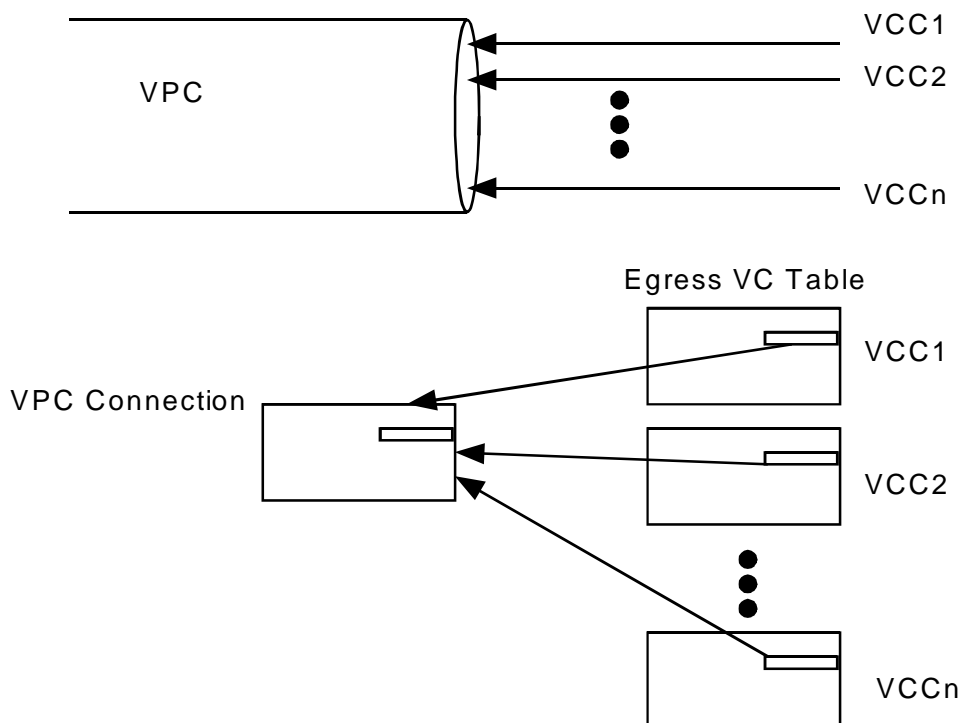 VCC1
VPC
VCC2
VCCn
Egress VC Table
VCC1
VPC Connection
VCC2
VCCn